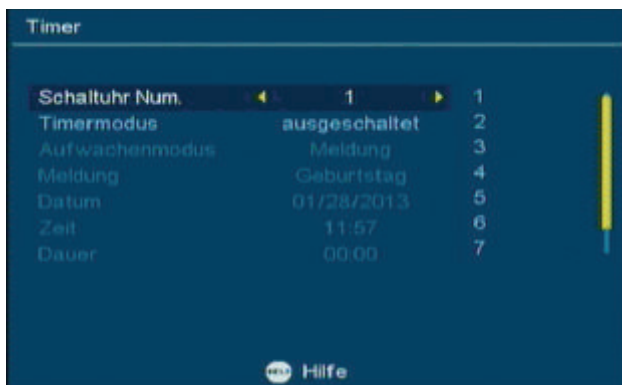 Timer
Schaltuhr Num. 1 1
Timermodus ausgeschaltet 2
Aufwachenmodus Meldung 3
Meldung Geburtstag 4
Datum 01/28/2013 5
Zeit 11:57 6
Dauer 00:00 7
HELP Hilfe